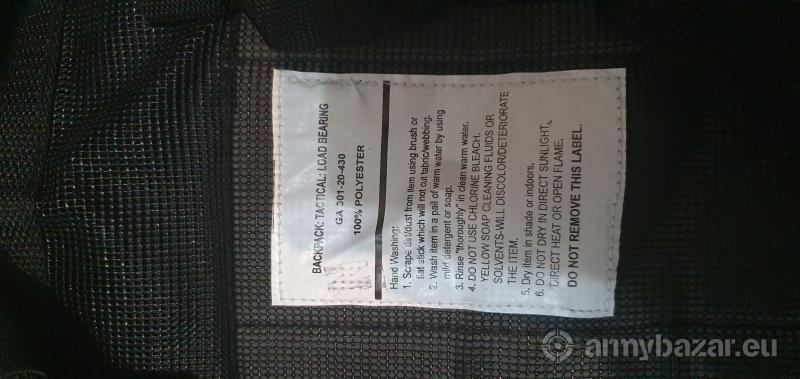 BACKPACK: TACTICAL: LOAD BEARING
GA 301-20-430
100% POLYESTER
Hand Washing:
1. Scrape dirt/dust from item using brush or
flat stick which will not cut fabric/webbing.
2. Wash item in a pail of warm water by using
mild detergent or soap.
3. Rinse "thoroughly" in clean warm water.
4. DO NOT USE CHLORINE BLEACH.
YELLOW SOAP CLEANING FLUIDS OR
SOLVENTS-WILL DISCOLOR/DETERIORATE
THE ITEM.
5. Dry item in shade or indoors.
6. DO NOT DRY IN DIRECT SUNLIGHT,
DIRECT HEAT OR OPEN FLAME.
DO NOT REMOVE THIS LABEL.
armybazar.eu